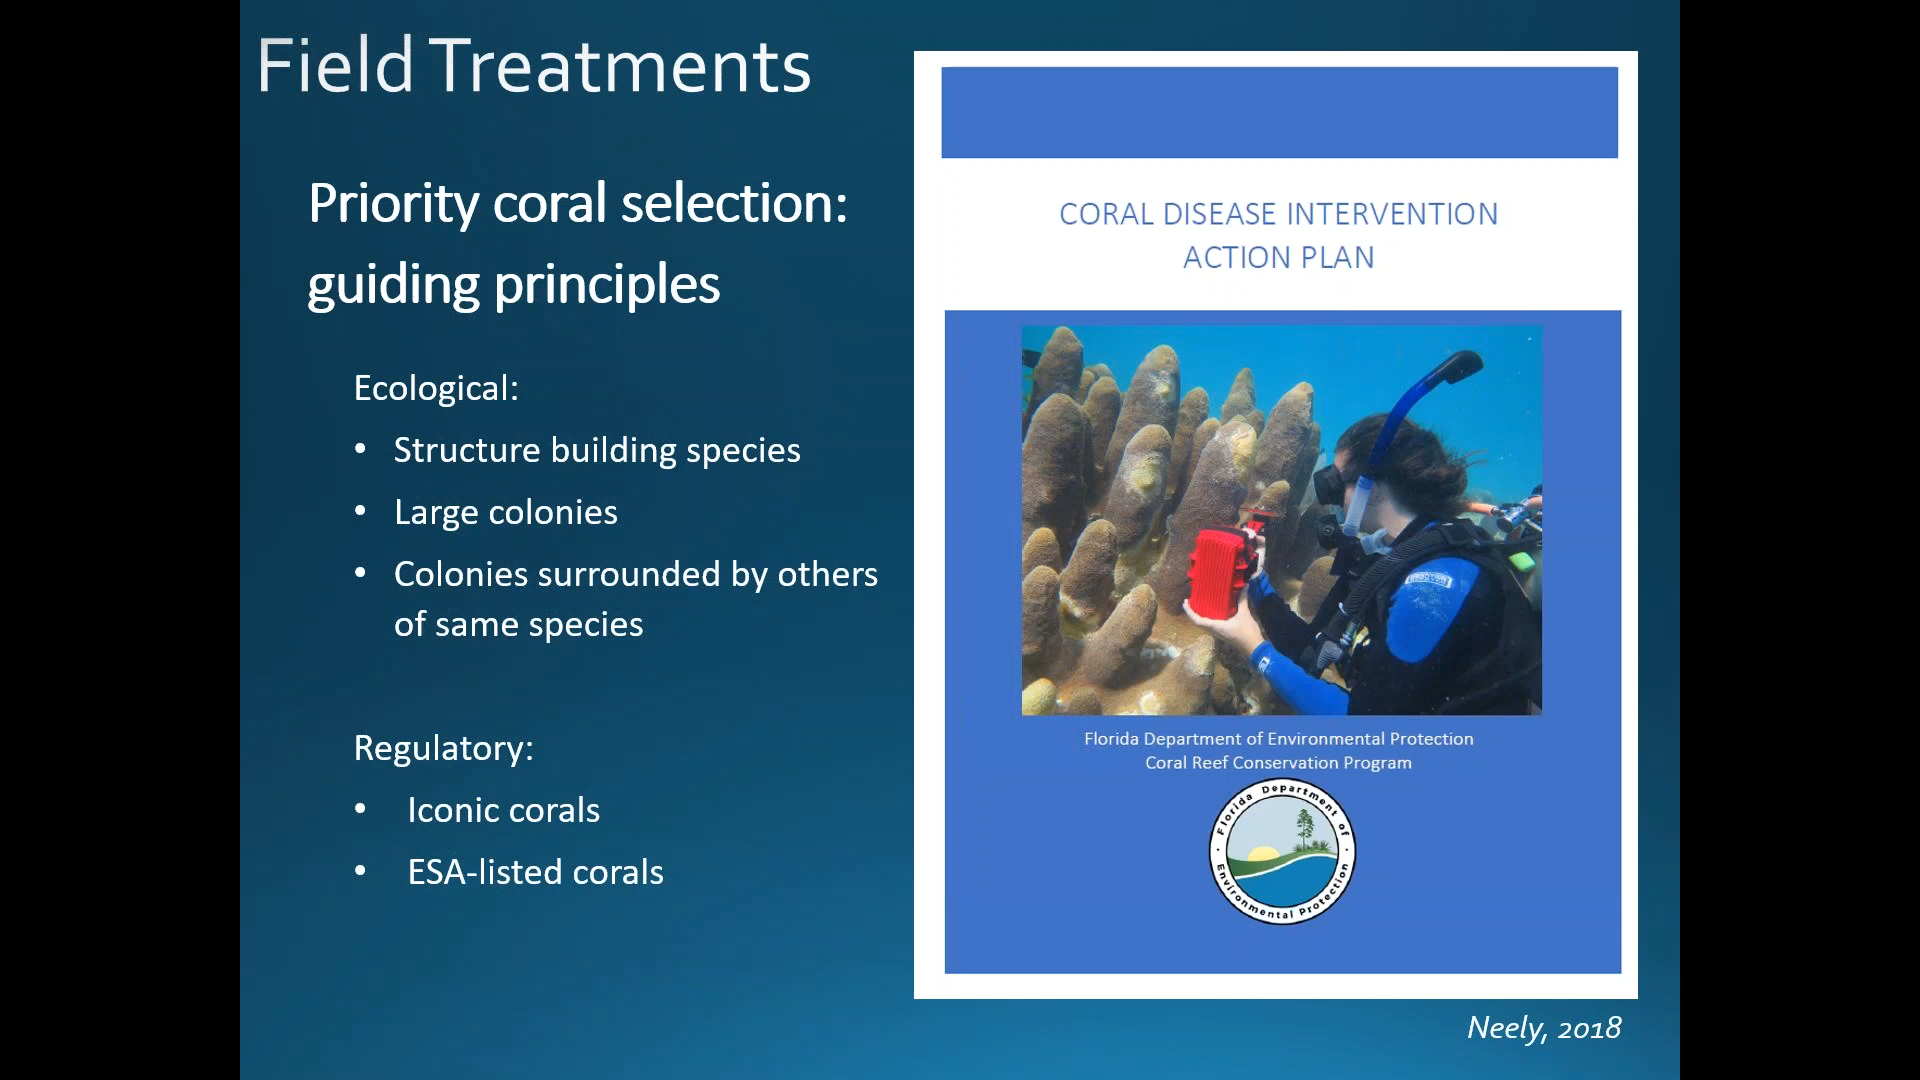 Field Treatments
Priority coral selection:
guiding principles
Ecological:
• Structure building species
• Large colonies
• Colonies surrounded by others
of same species
Regulatory:
• Iconic corals
• ESA-listed corals
CORAL DISEASE INTERVENTION
ACTION PLAN
Florida Department of Environmental Protection
Coral Reef Conservation Program
Florida Department of
Environmental Protection
Neely, 2018